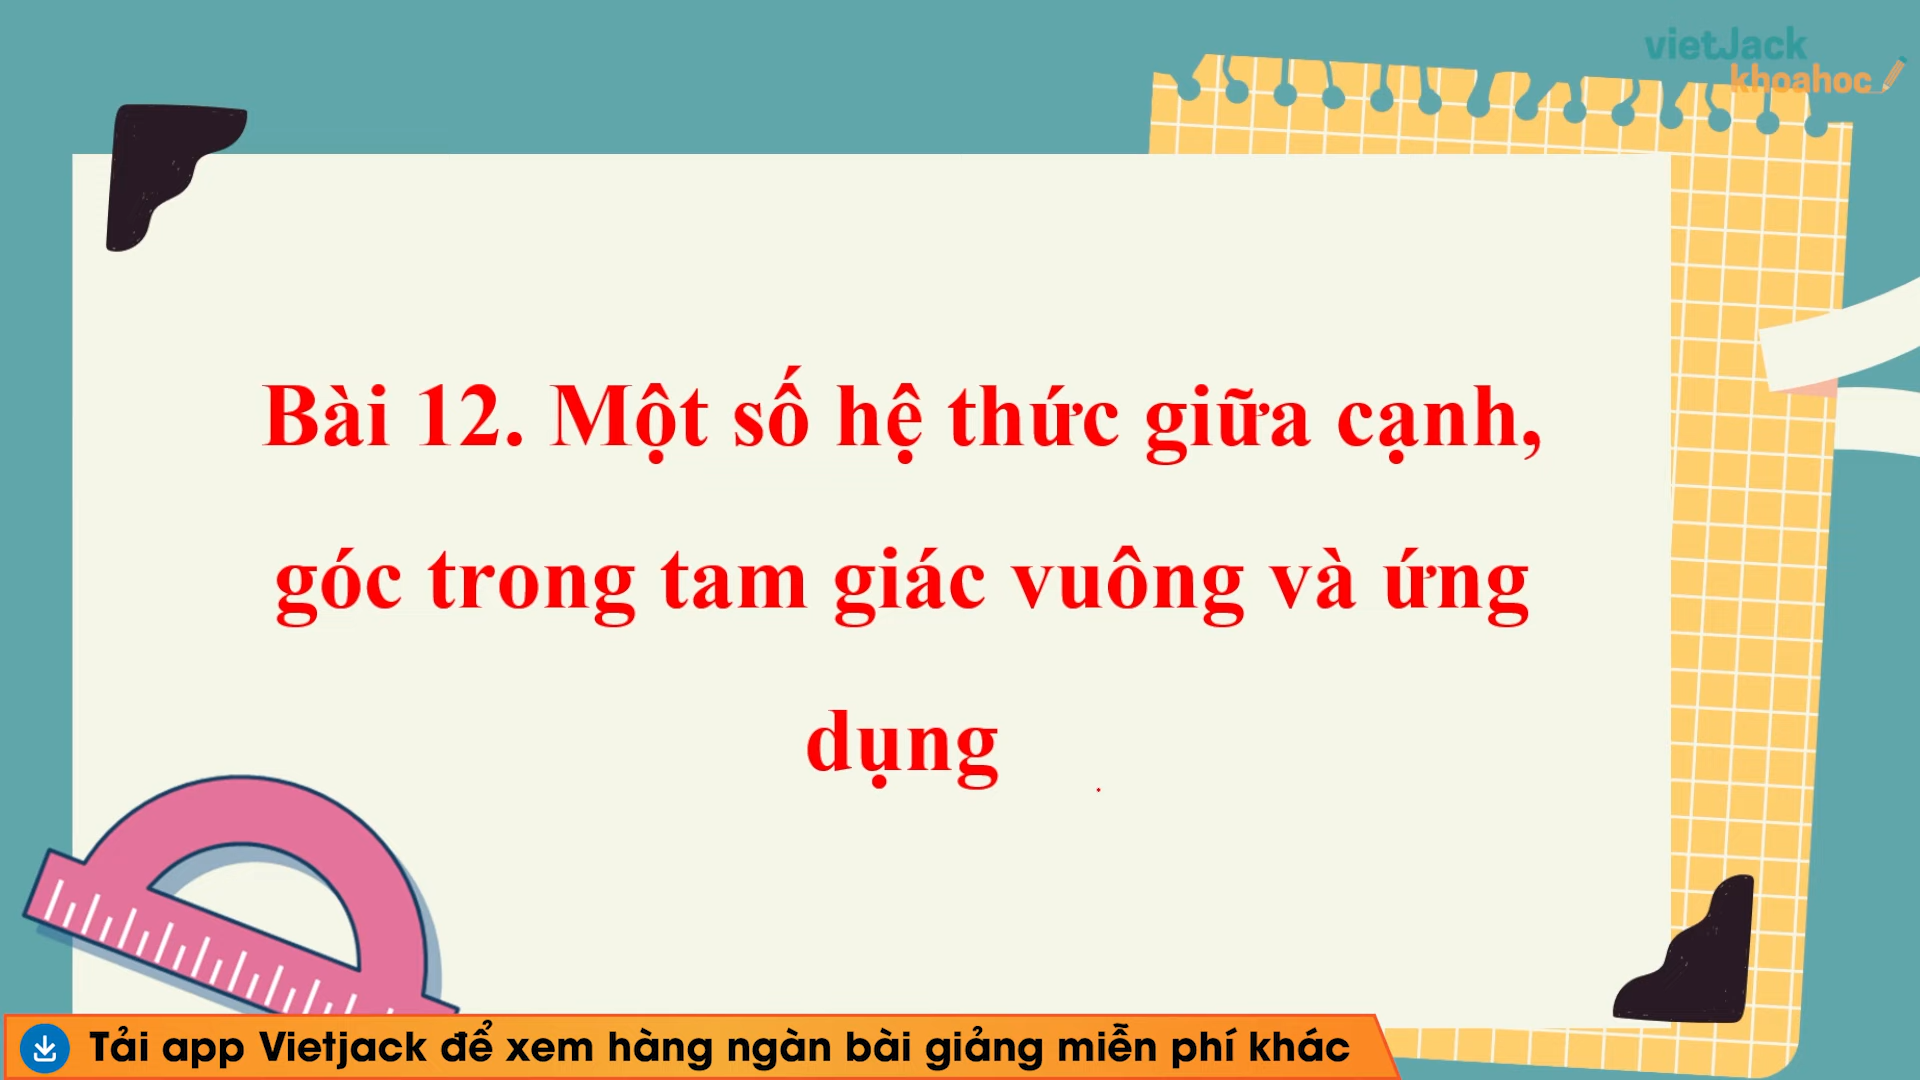 vietJack
khoahoc
Bài 12. Một số hệ thức giữa cạnh,
góc trong tam giác vuông và ứng
dụng
Tải app Vietjack để xem hàng ngàn bài giảng miễn phí khác